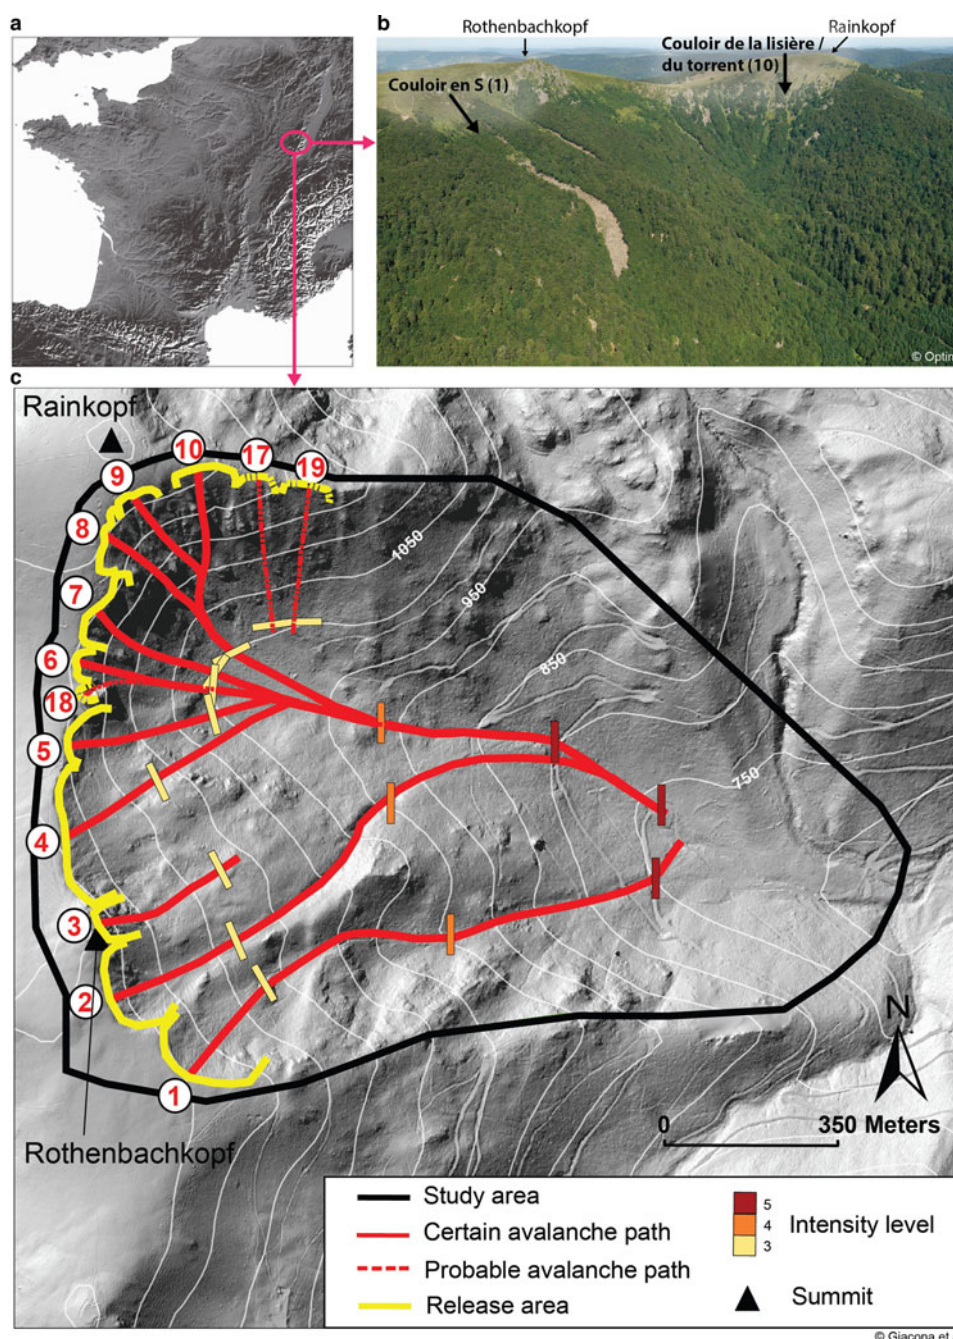 a
b
Rothenbachkopf
Rainkopf
Couloir de la lisière /
du torrent (10)
Couloir en S (1)
© Optin
c
Rainkopf
10
17
19
9
8
7
6
18
5
4
3
2
1
1050
950
850
750
N
0 350 Meters
Rothenbachkopf
Study area
Certain avalanche path
Probable avalanche path
Release area
5
4
3
Intensity level
Summit
© Giacona et